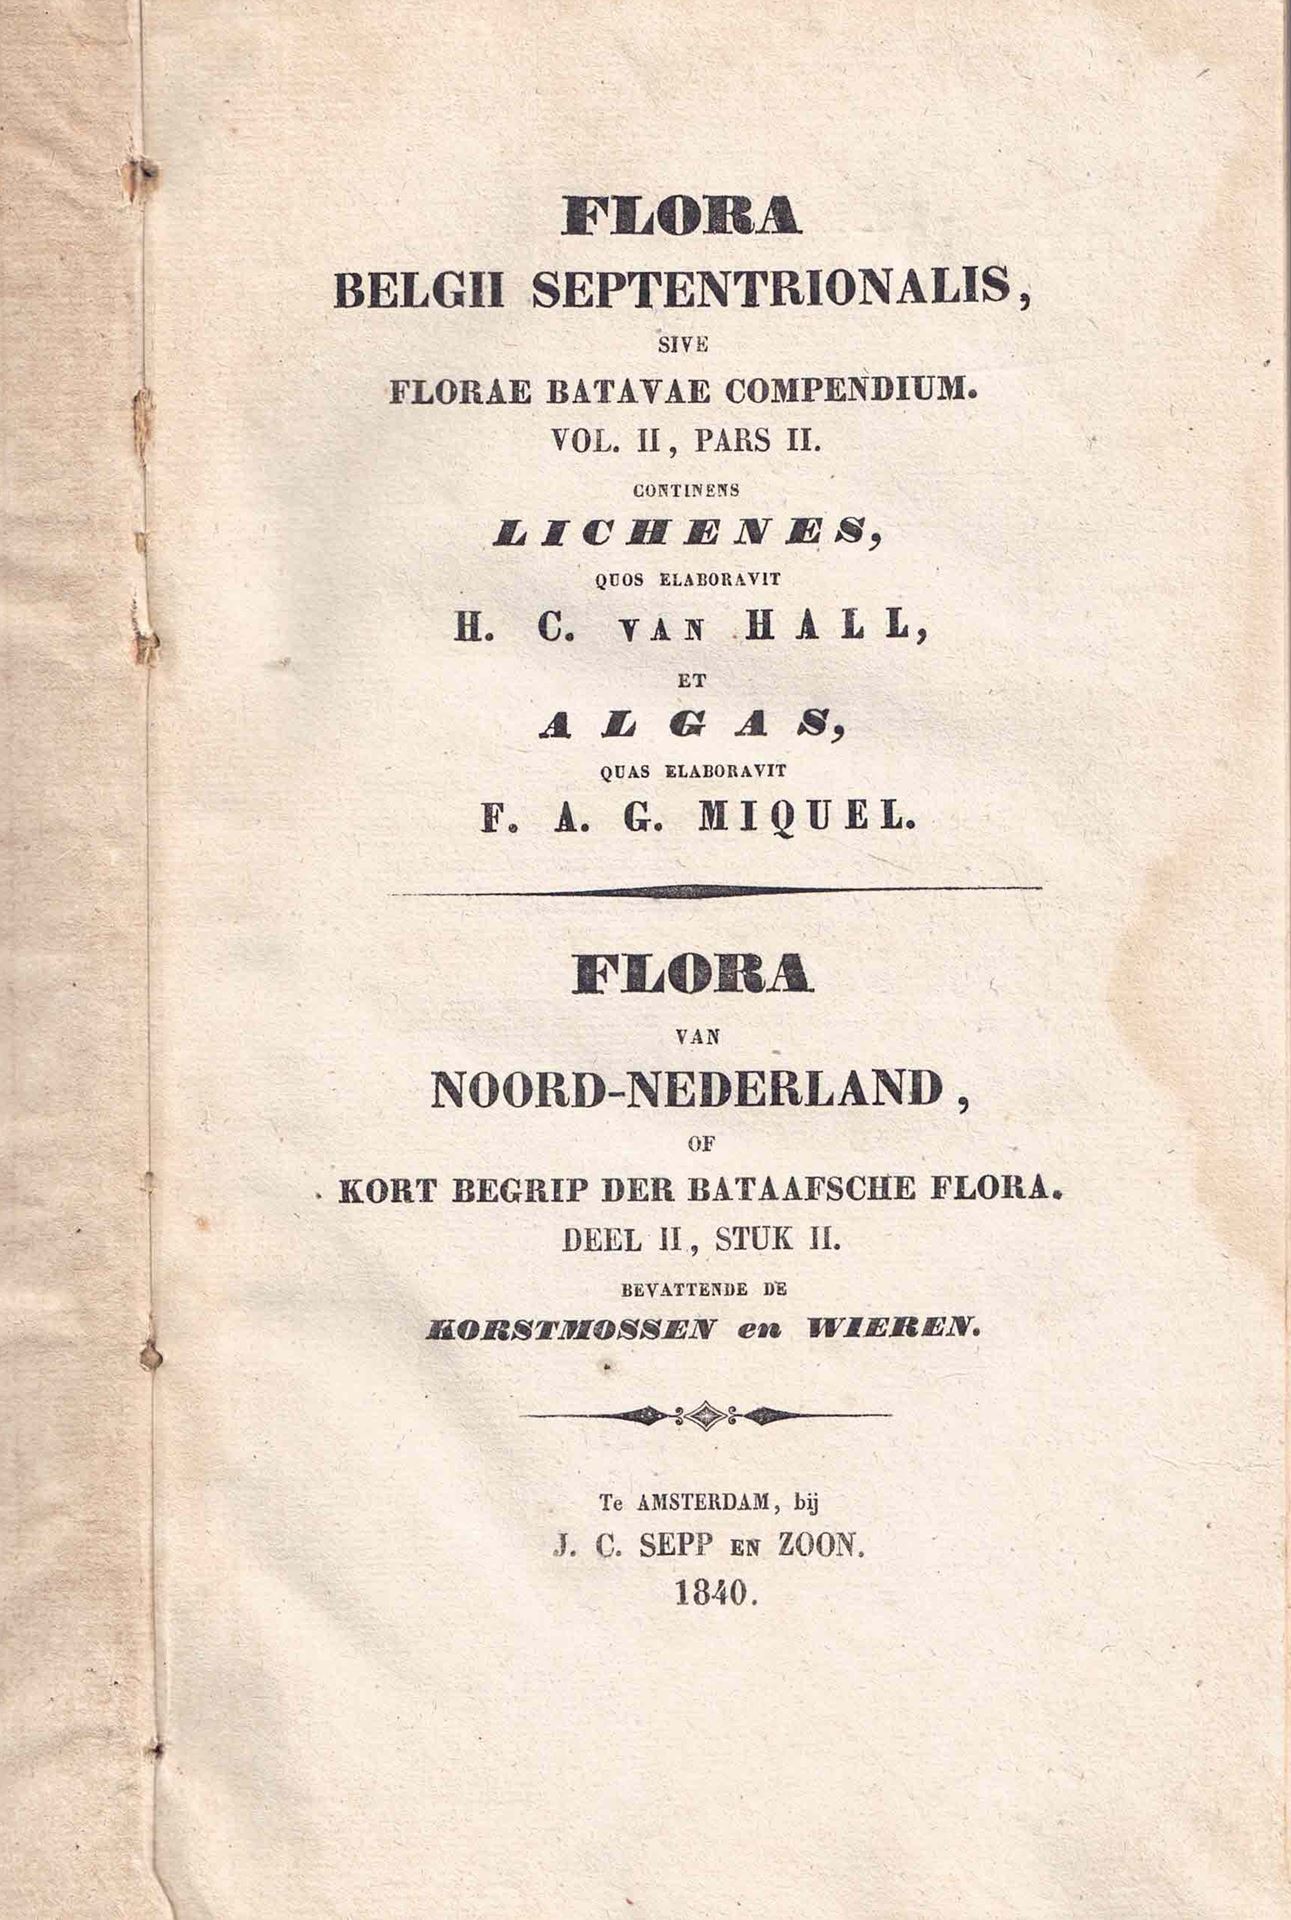 FLORA
BELGII SEPTENTRIONALIS,
SIVE
FLORAE BATAVAE COMPENDIUM.
VOL. II, PARS II.
CONTINENS
LICHENES,
QUOS ELABORAVIT
H. C. VAN HALL,
ET
ALGAS,
QUAS ELABORAVIT
F. A. G. MIQUEL.
FLORA
VAN
NOORD-NEDERLAND,
OF
KORT BEGRIP DER BATAAFSCHE FLORA.
DEEL II, STUK II.
BEVATTENDE DE
KORSTMOSSEN en WIEREN.
Te AMSTERDAM, bij
J. C. SEPP EN ZOON.
1840.